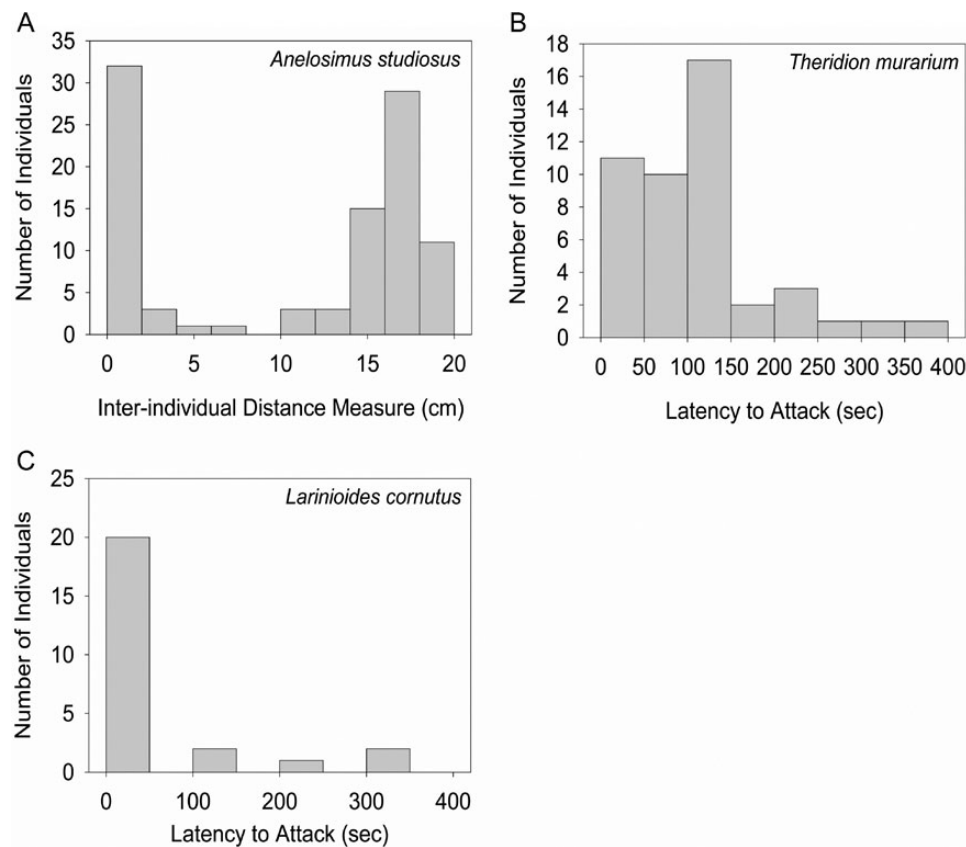 A
Anelosimus studiosus
Number of Individuals
35
30
25
20
15
10
5
0
0 5 10 15 20
Inter-individual Distance Measure (cm)
B
Theridion murarium
Number of Individuals
18
16
14
12
10
8
6
4
2
0
0 50 100 150 200 250 300 350 400
Latency to Attack (sec)
C
Larinioides cornutus
Number of Individuals
25
20
15
10
5
0
0 100 200 300 400
Latency to Attack (sec)